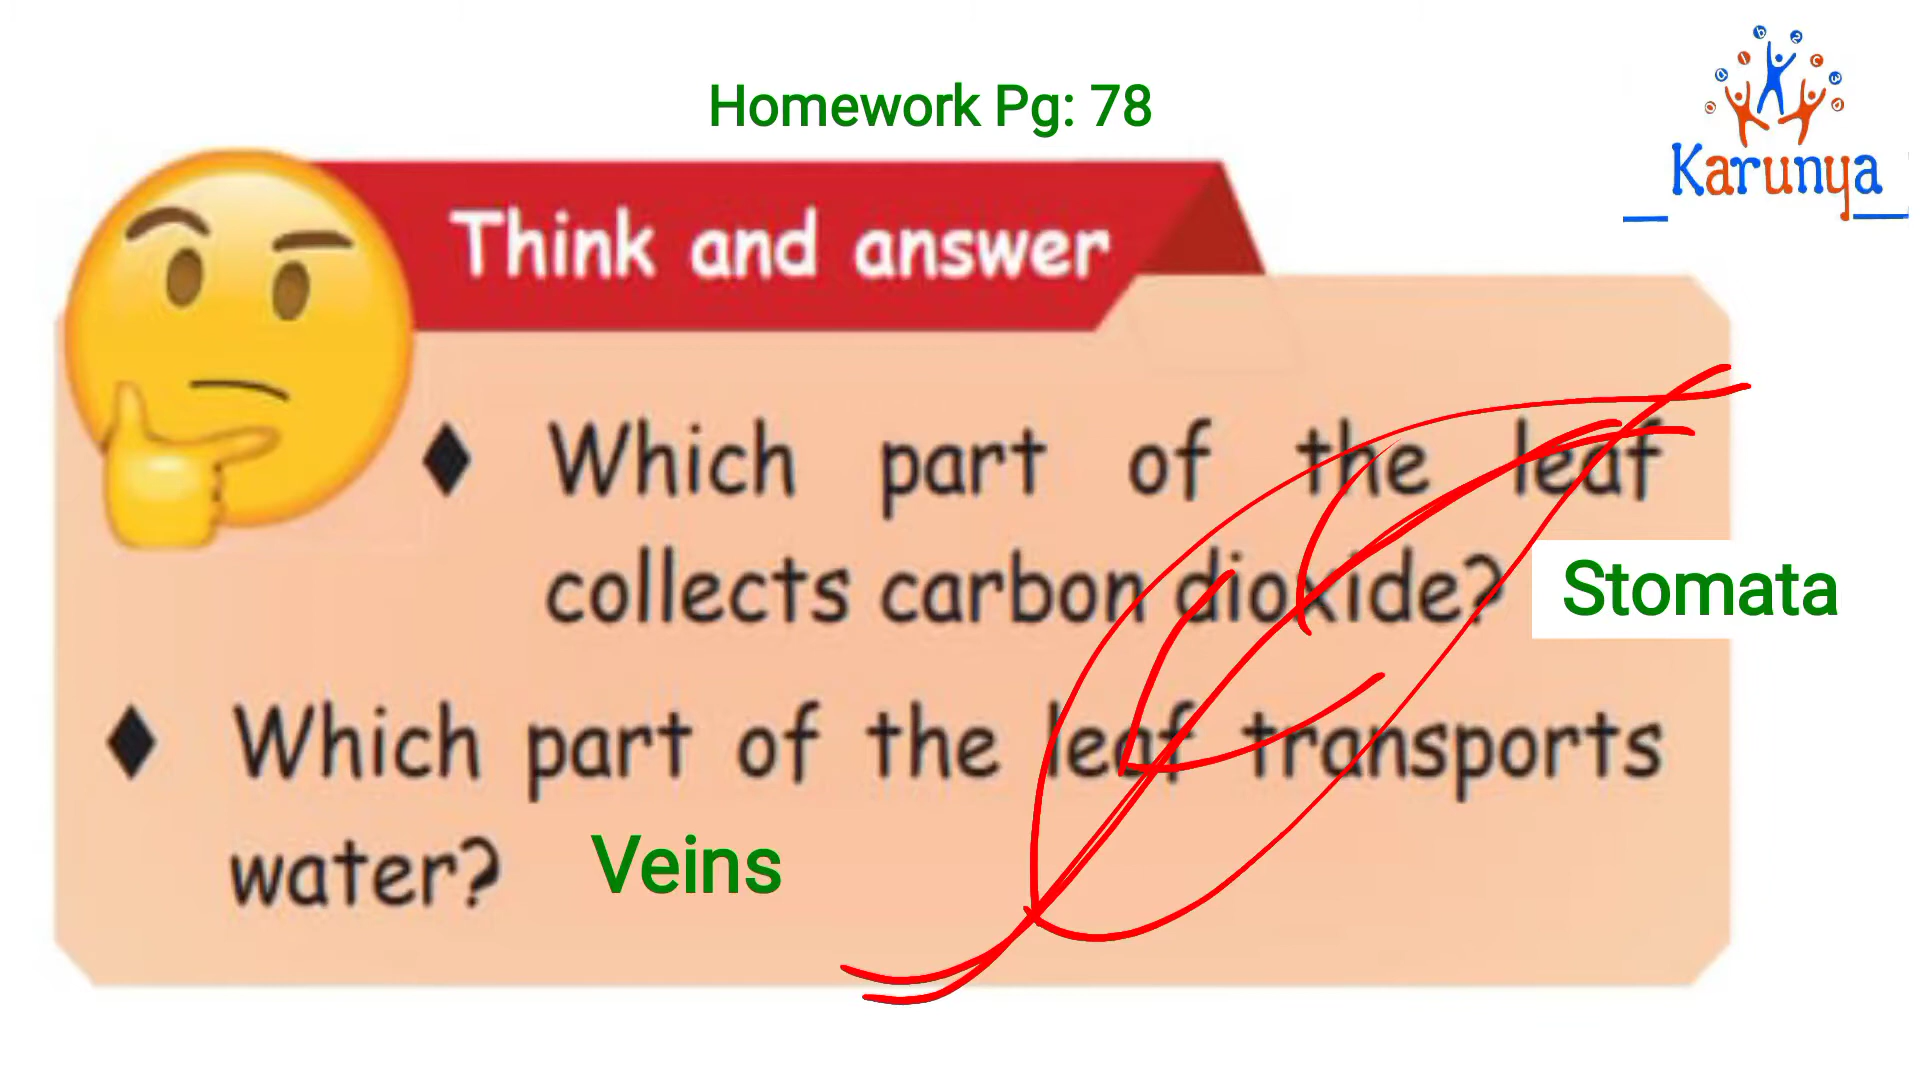 Homework Pg: 78
Karunya
Think and answer
♦ Which part of the leaf
collects carbon dioxide? Stomata
♦ Which part of the leaf transports
water? Veins